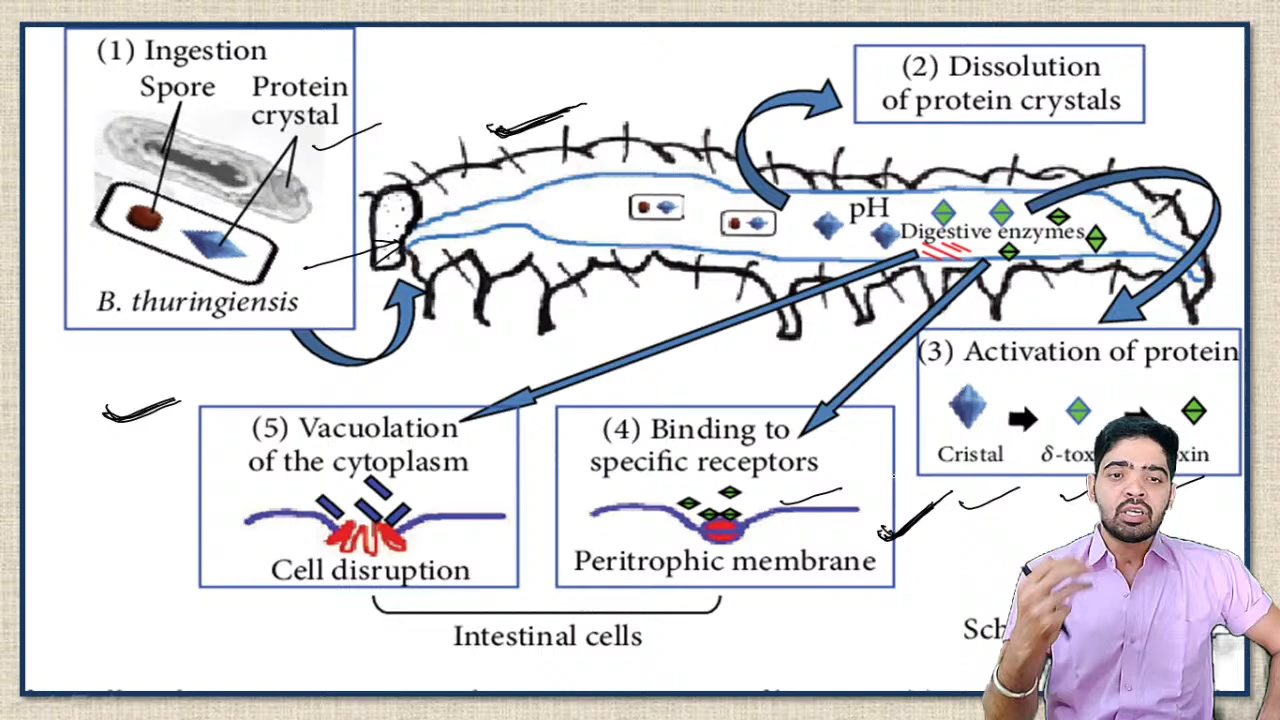 (1) Ingestion
Spore
Protein
crystal
B. thuringiensis
(2) Dissolution
of protein crystals
pH
Digestive enzymes
(3) Activation of protein
Cristal
(4) Binding to
specific receptors
Peritrophic membrane
(5) Vacuolation
of the cytoplasm
Cell disruption
Intestinal cells